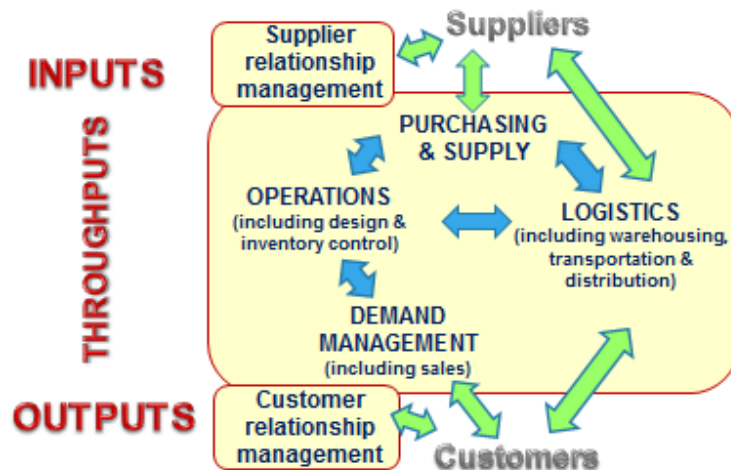 INPUTS
THROUGHPUTS
OUTPUTS
Supplier
relationship
management
Suppliers
PURCHASING
& SUPPLY
OPERATIONS
(including design &
inventory control)
LOGISTICS
(including warehousing,
transportation &
distribution)
DEMAND
MANAGEMENT
(including sales)
Customer
relationship
management
Customers